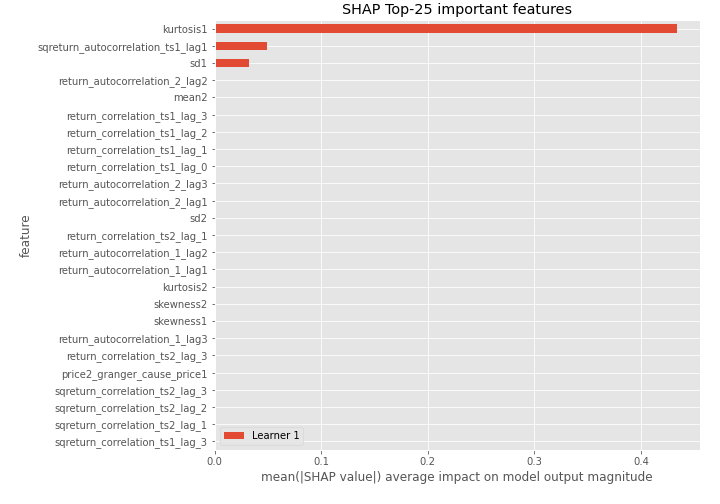 SHAP Top-25 important features
kurtosis1
sqreturn_autocorrelation_ts1_lag1
sd1
return_autocorrelation_2_lag2
mean2
return_correlation_ts1_lag_3
return_correlation_ts1_lag_2
return_correlation_ts1_lag_1
return_correlation_ts1_lag_0
return_autocorrelation_2_lag3
return_autocorrelation_2_lag1
sd2
return_correlation_ts2_lag_1
return_autocorrelation_1_lag2
return_autocorrelation_1_lag1
kurtosis2
skewness2
skewness1
return_autocorrelation_1_lag3
return_correlation_ts2_lag_3
price2_granger_cause_price1
sqreturn_correlation_ts2_lag_3
sqreturn_correlation_ts2_lag_2
sqreturn_correlation_ts2_lag_1
sqreturn_correlation_ts1_lag_3
feature
Learner 1
0.0 0.1 0.2 0.3 0.4
mean(|SHAP value|) average impact on model output magnitude